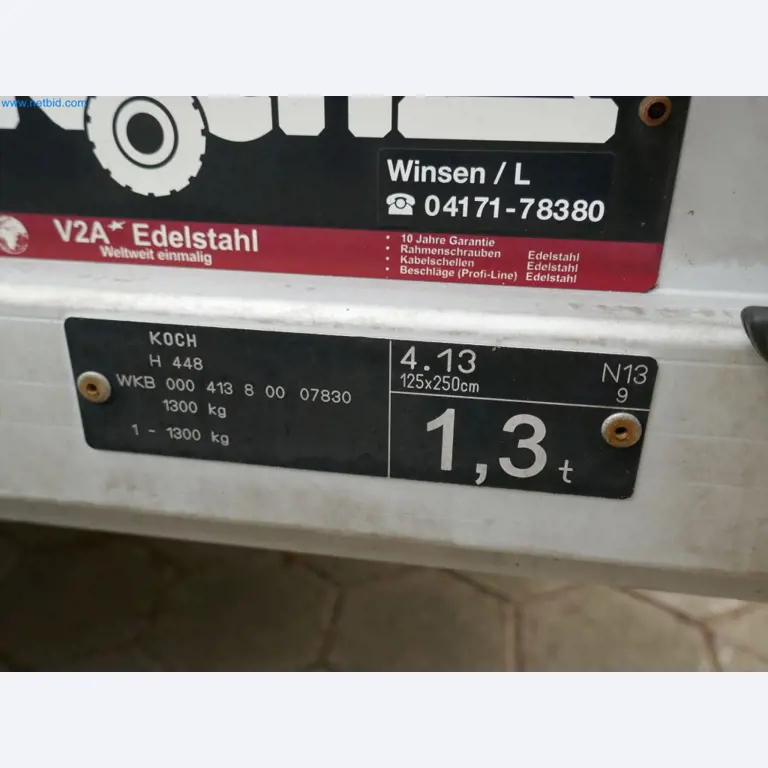 www.netbid.com
Winsen / L
☎ 04171-78380
V2A* Edelstahl
Weltweit einmalig
• 10 Jahre Garantie
• Rahmenschrauben Edelstahl
• Kabelschellen Edelstahl
• Beschläge (Profi-Line) Edelstahl
KOCH
H 448
WKB 000 413 8 00 07830
1300 kg
1 - 1300 kg
4.13
125x250cm
N13
9
1,3 t